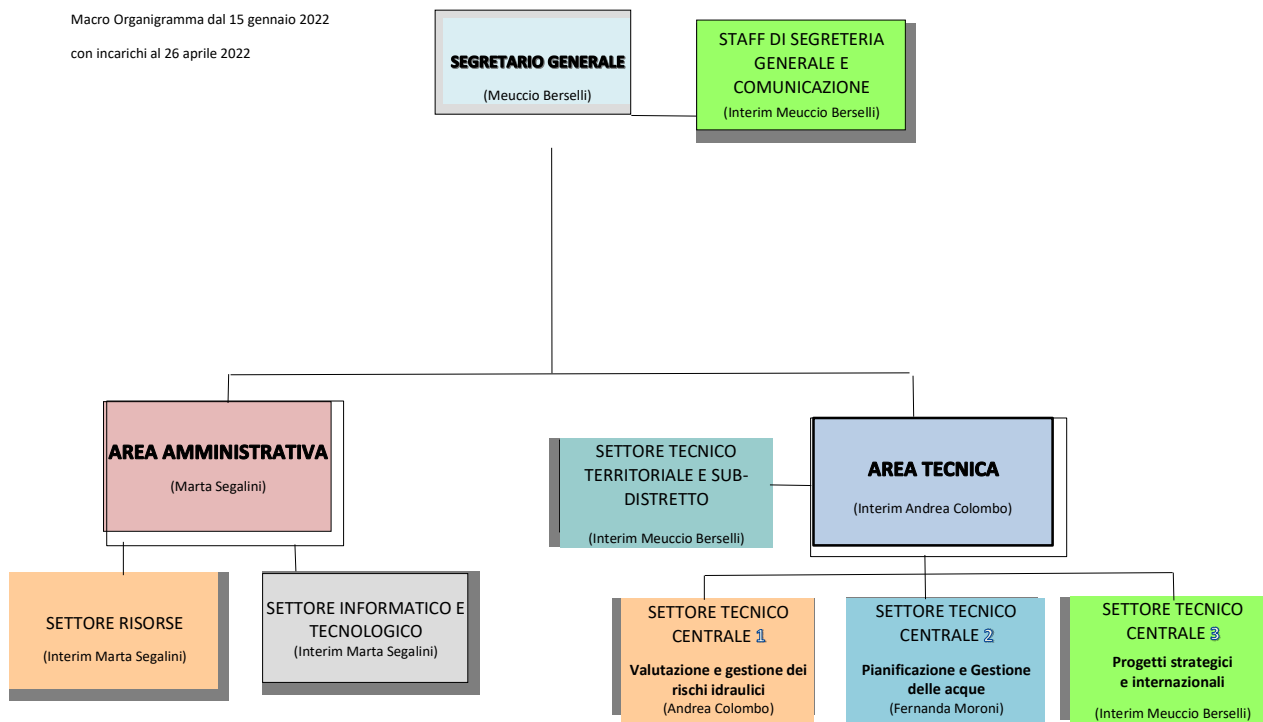 Macro Organigramma dal 15 gennaio 2022
con incarichi al 26 aprile 2022
SEGRETARIO GENERALE
(Meuccio Berselli)
STAFF DI SEGRETERIA
GENERALE E
COMUNICAZIONE
(Interim Meuccio Berselli)
AREA AMMINISTRATIVA
(Marta Segalini)
SETTORE TECNICO
TERRITORIALE E SUB-
DISTRETTO
(Interim Meuccio Berselli)
AREA TECNICA
(Interim Andrea Colombo)
SETTORE RISORSE
(Interim Marta Segalini)
SETTORE INFORMATICO E
TECNOLOGICO
(Interim Marta Segalini)
SETTORE TECNICO
CENTRALE 1
Valutazione e gestione dei
rischi idraulici
(Andrea Colombo)
SETTORE TECNICO
CENTRALE 2
Pianificazione e Gestione
delle acque
(Fernanda Moroni)
SETTORE TECNICO
CENTRALE 3
Progetti strategici
e internazionali
(Interim Meuccio Berselli)